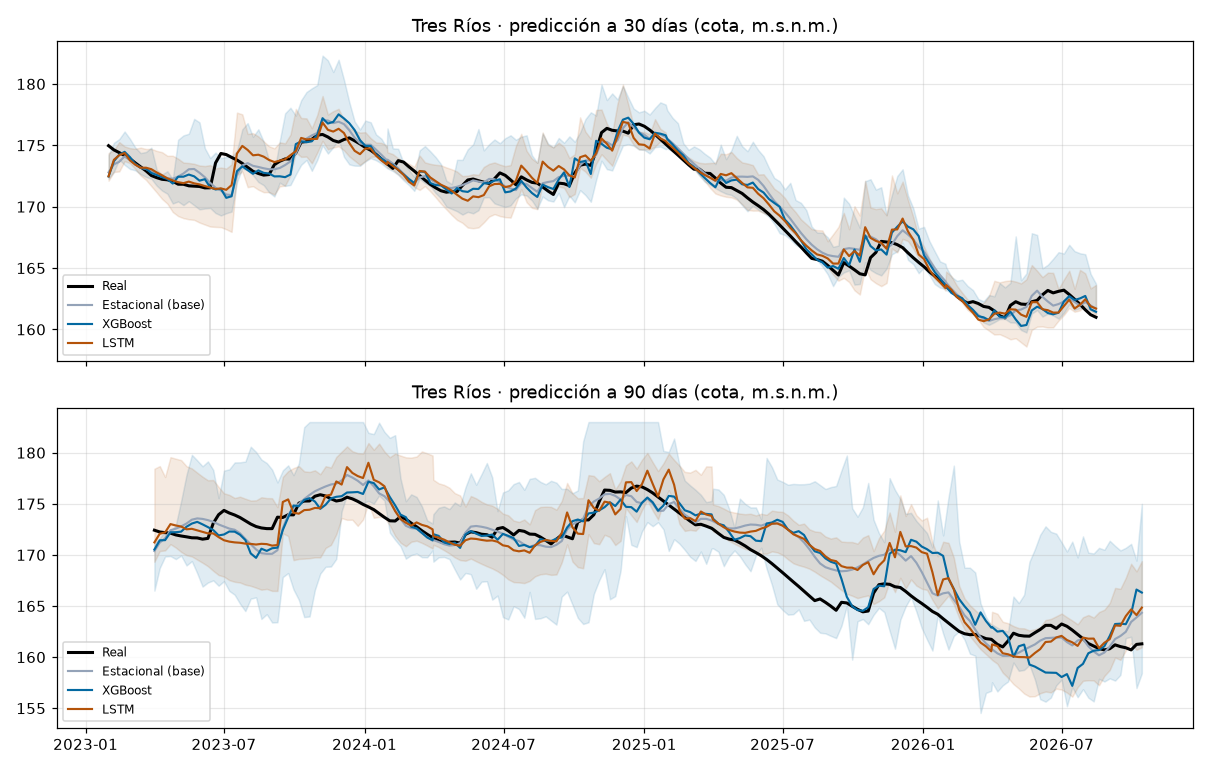 Tres Ríos · predicción a 30 días (cota, m.s.n.m.)
180
175
170
165
160
Real
Estacional (base)
XGBoost
LSTM
Tres Ríos · predicción a 90 días (cota, m.s.n.m.)
180
175
170
165
160
155
Real
Estacional (base)
XGBoost
LSTM
2023-01 2023-07 2024-01 2024-07 2025-01 2025-07 2026-01 2026-07